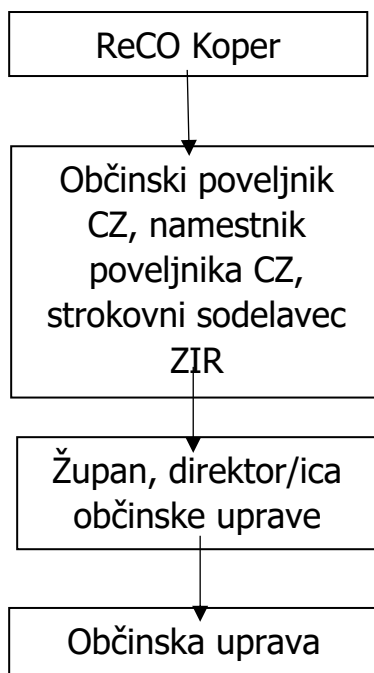 ReCO Koper
Občinski poveljnik
CZ, namestnik
poveljnika CZ,
strokovni sodelavec
ZIR
Župan, direktor/ica
občinske uprave
Občinska uprava